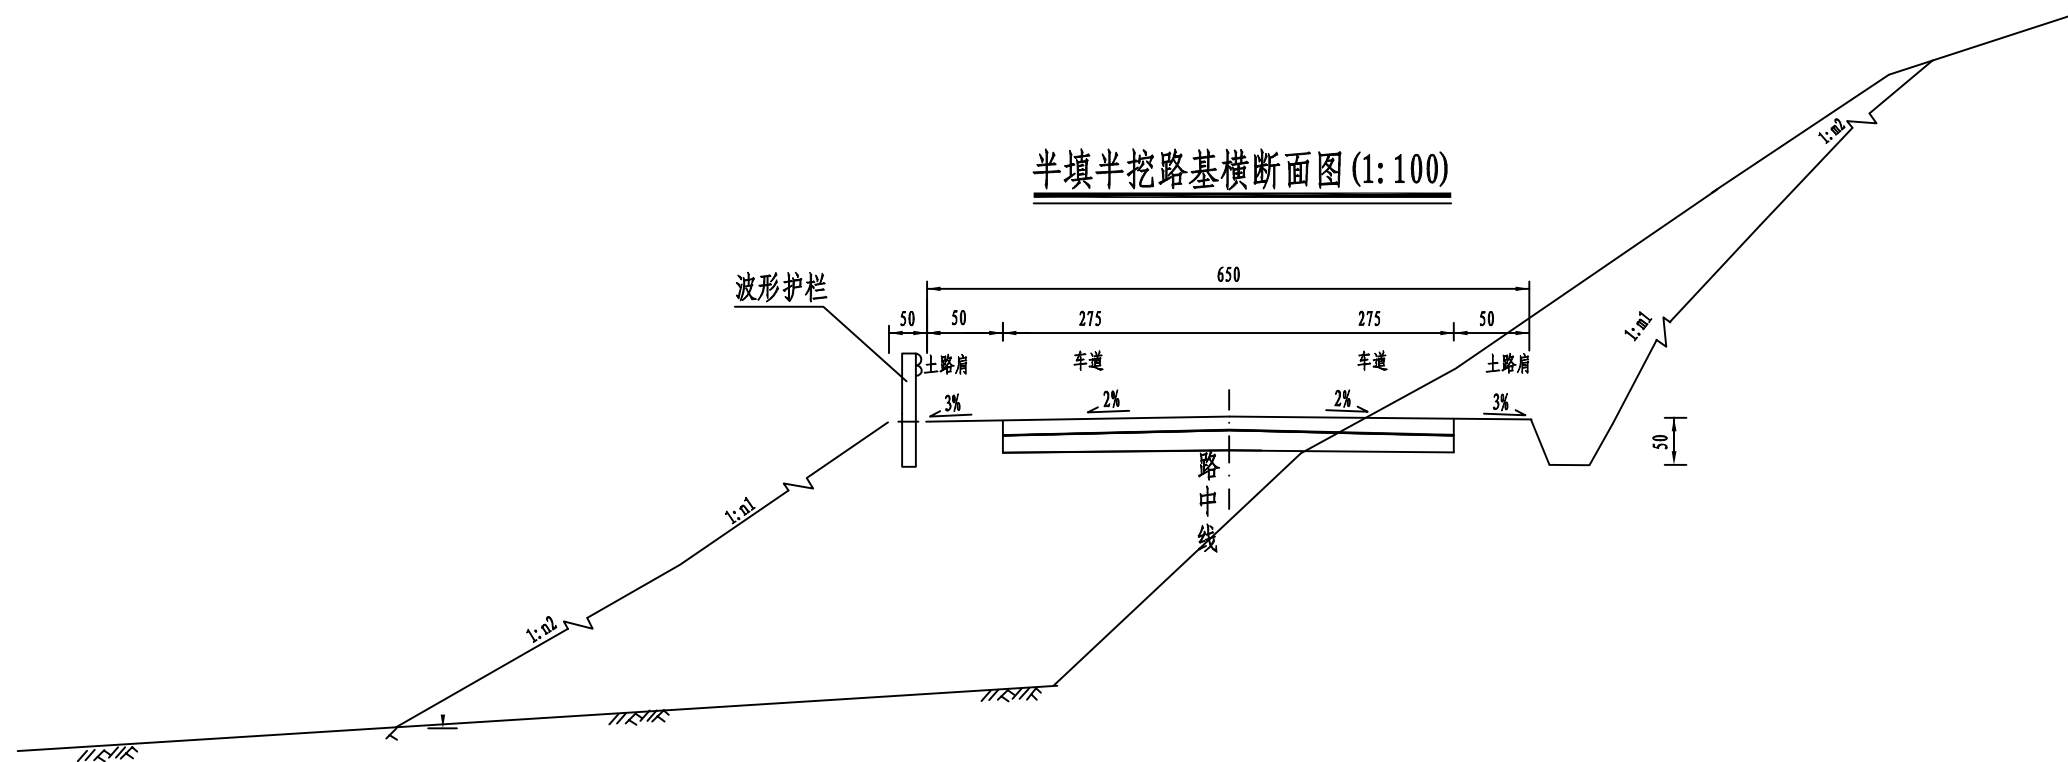 半填半挖路基横断面图(1:100)
1:m2
650
波形护栏
50 50 275 275 50
1:m1
土路肩 车道 车道 土路肩
3% 2% 2% 3%
50
路中线
1:n1
1:n2